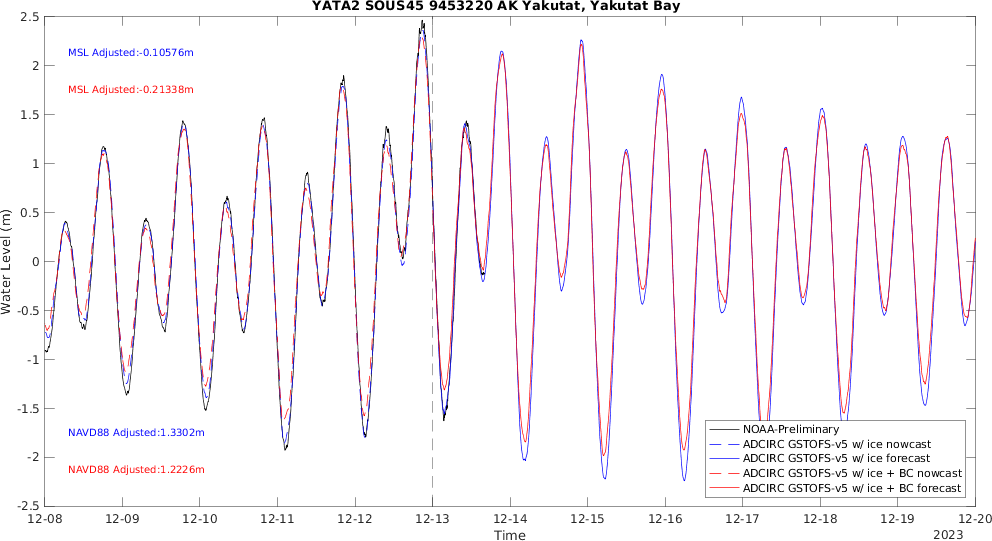 YATA2 SOUS45 9453220 AK Yakutat, Yakutat Bay
2.5
2
1.5
1
0.5
0
-0.5
-1
-1.5
-2
-2.5
Water Level (m)
MSL Adjusted:-0.10576m
MSL Adjusted:-0.21338m
NAVD88 Adjusted:1.3302m
NAVD88 Adjusted:1.2226m
NOAA-Preliminary
ADCIRC GSTOFS-v5 w/ ice nowcast
ADCIRC GSTOFS-v5 w/ ice forecast
ADCIRC GSTOFS-v5 w/ ice + BC nowcast
ADCIRC GSTOFS-v5 w/ ice + BC forecast
12-08 12-09 12-10 12-11 12-12 12-13 12-14 12-15 12-16 12-17 12-18 12-19 12-20
Time
2023